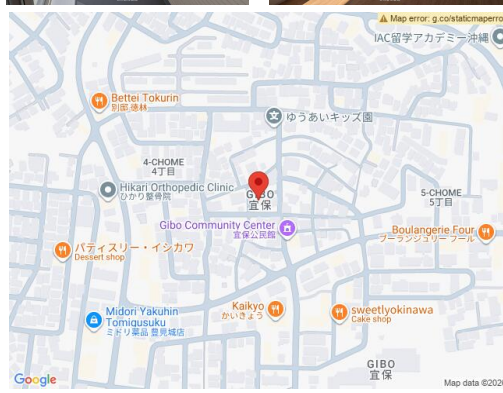 Map error: g.co/staticmaperro
IAC留学アカデミー沖縄
Bettei Tokurin
別邸 徳林
ゆうあいキッズ園
4-CHOME
4丁目
Hikari Orthopedic Clinic
ひかり整骨院
GIBO
宜保
5-CHOME
5丁目
Gibo Community Center
宜保公民館
Boulangerie Four
ブーランジュリー フール
パティスリー・イシカワ
Dessert shop
Kaikyo
かいきょう
sweetlyokinawa
Cake shop
Midori Yakuhin
Tomigusuku
ミドリ薬品 豊見城店
GIBO
宜保
Google
Map data ©2026